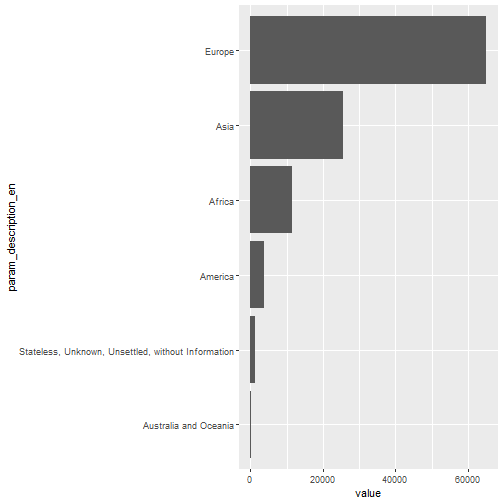 param_description_en
Europe
Asia
Africa
America
Stateless, Unknown, Unsettled, without Information
Australia and Oceania
0 20000 40000 60000
value